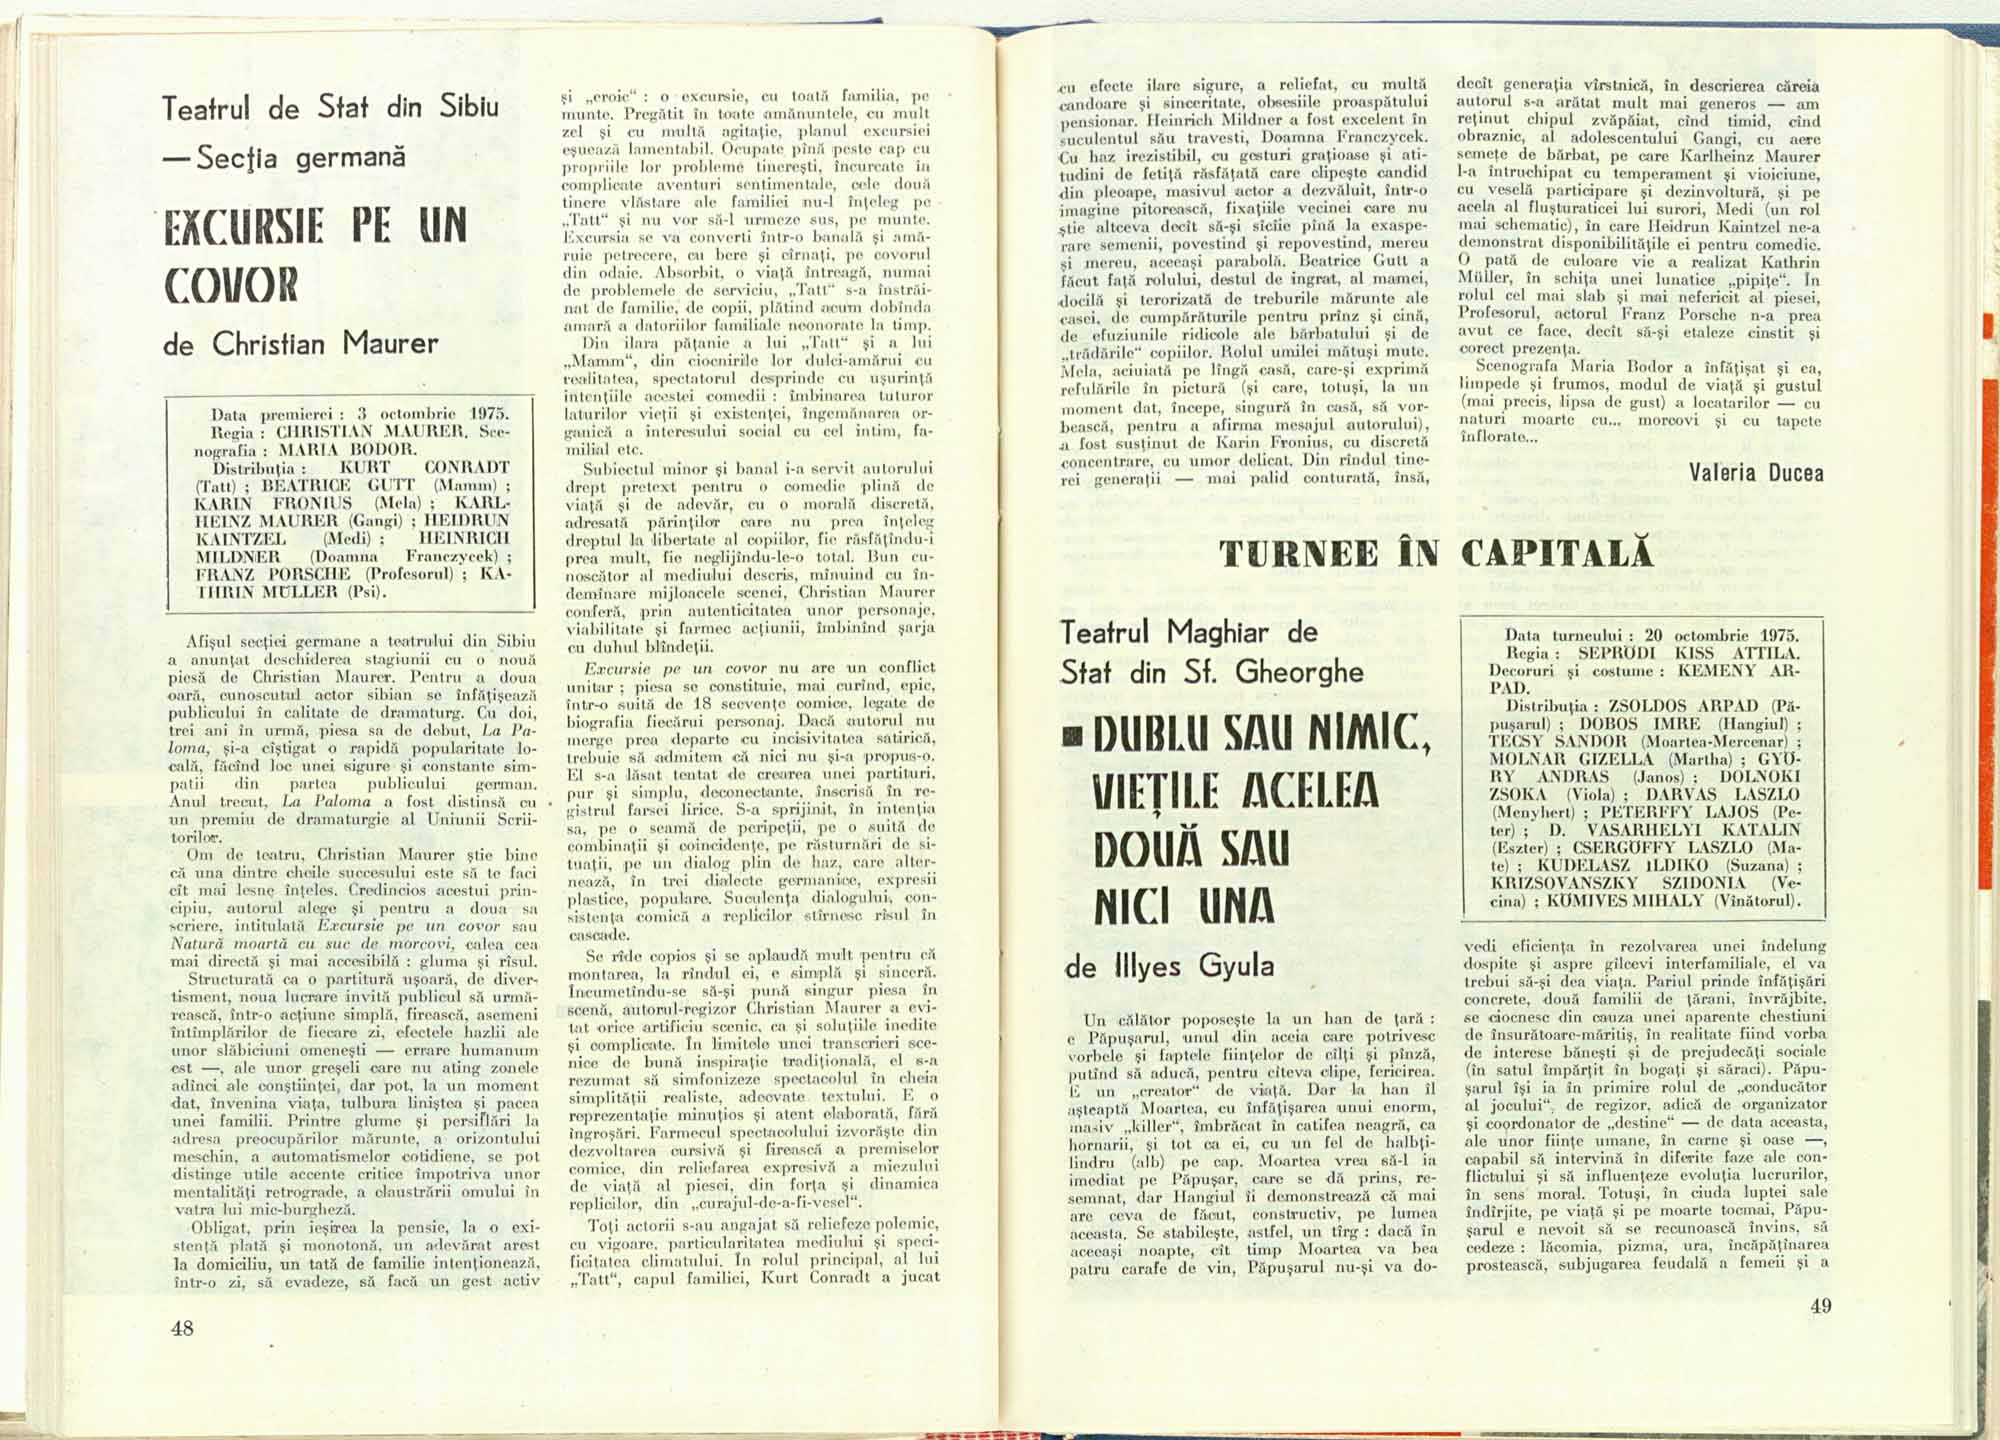 Teatrul de Stat din Sibiu
— Secția germană
EXCURSIE PE UN
COVOR
de Christian Maurer
Data premierei : 3 octombrie 1975.
Regia : CHRISTIAN MAURER. Sce-
nografia : MARIA BODOR.
Distribuția : KURT CONRADT
(Tatt) ; BEATRICE GUTT (Mamm) ;
KARIN FRONIUS (Mela) ; KARL-
HEINZ MAURER (Gangi) ; HEIDRUN
KAINTZEL (Medi) ; HEINRICH
MILDNER (Doamna Franczycek) ;
FRANZ PORSCHE (Profesorul) ; KA-
THRIN MÜLLER (Psi).
Afișul secției germane a teatrului din Sibiu
a anunțat deschiderea stagiunii cu o nouă
piesă de Christian Maurer. Pentru a doua
oară, cunoscutul actor sibian se înfățișează
publicului în calitate de dramaturg. Cu doi,
trei ani în urmă, piesa sa de debut, La Pa-
loma, și-a cîștigat o rapidă popularitate lo-
cală, făcînd loc unei sigure și constante sim-
patii din partea publicului german.
Anul trecut, La Paloma a fost distinsă cu
un premiu de dramaturgie al Uniunii Scrii-
torilor.
Om de teatru, Christian Maurer știe bine
că una dintre cheile succesului este să te faci
cît mai lesne înțeles. Credincios acestui prin-
cipiu, autorul alege și pentru a doua sa
scriere, intitulată Excursie pe un covor sau
Natură moartă cu suc de morcovi, calea cea
mai directă și mai accesibilă : gluma și rîsul.
Structurată ca o partitură ușoară, de diver-
tisment, noua lucrare invită publicul să urmă-
rească, într-o acțiune simplă, firească, asemeni
întîmplărilor de fiecare zi, efectele hazlii ale
unor slăbiciuni omenești — errare humanum
est —, ale unor greșeli care nu ating zonele
adînci ale conștiinței, dar pot, la un moment
dat, învenina viața, tulbura liniștea și pacea
unei familii. Printre glume și persiflări la
adresa preocupărilor mărunte, a orizontului
meschin, a automatismelor cotidiene, se pot
distinge utile accente critice împotriva unor
mentalități retrograde, a claustrării omului în
vatra lui mic-burgheză.
Obligat, prin ieșirea la pensie, la o exi-
stență plată și monotonă, un adevărat arest
la domiciliu, un tată de familie intenționează,
într-o zi, să evadeze, să facă un gest activ
48
și „eroic“ : o excursie, cu toată familia, pe
munte. Pregătit în toate amănuntele, cu mult
zel și cu multă agitație, planul excursiei
eșuează lamentabil. Ocupate pînă peste cap cu
propriile lor probleme tinerești, încurcate în
complicate aventuri sentimentale, cele două
tinere vlăstare ale familiei nu-l înțeleg pe
„Tatt“ și nu vor să-l urmeze sus, pe munte.
Excursia se va converti într-o banală și amă-
ruie petrecere, cu bere și cîrnați, pe covorul
din odaie. Absorbit, o viață întreagă, numai
de problemele de serviciu, „Tatt“ s-a înstrăi-
nat de familie, de copii, plătind acum dobînda
amară a datoriilor familiale neonorate la timp.
Din ilara pățanie a lui „Tatt“ și a lui
„Mamm“, din ciocnirile lor dulci-amărui cu
realitatea, spectatorul desprinde cu ușurință
intențiile acestei comedii : îmbinarea tuturor
laturilor vieții și existenței, îngemănarea or-
ganică a interesului social cu cel intim, fa-
milial etc.
Subiectul minor și banal i-a servit autorului
drept pretext pentru o comedie plină de
viață și de adevăr, cu o morală discretă,
adresată părinților care nu prea înțeleg
dreptul la libertate al copiilor, fie răsfățîndu-i
prea mult, fie neglijîndu-le-o total. Bun cu-
noscător al mediului descris, mînuind cu în-
demînare mijloacele scenei, Christian Maurer
conferă, prin autenticitatea unor personaje,
viabilitate și farmec acțiunii, îmbinînd șarja
cu duhul blîndeții.
Excursie pe un covor nu are un conflict
unitar ; piesa se constituie, mai curînd, epic,
într-o suită de 18 secvențe comice, legate de
biografia fiecărui personaj. Dacă autorul nu
merge prea departe cu incisivitatea satirică,
trebuie să admitem că nici nu și-a propus-o.
El s-a lăsat tentat de crearea unei partituri,
pur și simplu, deconectante, înscrisă în re-
gistrul farsei lirice. S-a sprijinit, în intenția
sa, pe o seamă de peripeții, pe o suită de
combinații și coincidențe, pe răsturnări de si-
tuații, pe un dialog plin de haz, care alter-
nează, în trei dialecte germanice, expresii
plastice, populare. Suculența dialogului, con-
sistența comică a replicilor stîrnesc rîsul în
cascade.
Se rîde copios și se aplaudă mult pentru că
montarea, la rîndul ei, e simplă și sinceră.
Încumetîndu-se să-și pună singur piesa în
scenă, autorul-regizor Christian Maurer a evi-
tat orice artificiu scenic, ca și soluțiile inedite
și complicate. În limitele unei transcrieri sce-
nice de bună inspirație tradițională, el s-a
rezumat să simfonizeze spectacolul în cheia
simplității realiste, adecvate textului. E o
reprezentație minuțios și atent elaborată, fără
îngroșări. Farmecul spectacolului izvorăște din
dezvoltarea cursivă și firească a premiselor
comice, din reliefarea expresivă a miezului
de viață al piesei, din forța și dinamica
replicilor, din „curajul-de-a-fi-vesel“.
Toți actorii s-au angajat să reliefeze polemic,
cu vigoare, particularitatea mediului și speci-
ficitatea climatului. În rolul principal, al lui
„Tatt“, capul familiei, Kurt Conradt a jucat
cu efecte ilare sigure, a reliefat, cu multă
candoare și sinceritate, obsesiile proaspătului
pensionar. Heinrich Mildner a fost excelent în
suculentul său travesti, Doamna Franczycek.
Cu haz irezistibil, cu gesturi grațioase și ati-
tudini de fetiță răsfățată care clipește candid
din pleoape, masivul actor a dezvăluit, într-o
imagine pitorească, fixațiile vecinei care nu
știe altceva decît să-și sîcîie pînă la exaspe-
rare semenii, povestind și repovestind, mereu
și mereu, aceeași parabolă. Beatrice Gutt a
făcut față rolului, destul de ingrat, al mamei,
docilă și terorizată de treburile mărunte ale
casei, de cumpărăturile pentru prînz și cină,
de efuziunile ridicole ale bărbatului și de
„trădările“ copiilor. Rolul umilei mătuși mute,
Mela, aciuiată pe lîngă casă, care-și exprimă
refulările în pictură (și care, totuși, la un
moment dat, începe, singură în casă, să vor-
bească, pentru a afirma mesajul autorului),
a fost susținut de Karin Fronius, cu discretă
concentrare, cu umor delicat. Din rîndul tine-
rei generații — mai palid conturată, însă,
decît generația vîrstnică, în descrierea căreia
autorul s-a arătat mult mai generos — am
reținut chipul zvăpăiat, cînd timid, cînd
obraznic, al adolescentului Gangi, cu aere
semețe de bărbat, pe care Karlheinz Maurer
l-a întruchipat cu temperament și vioiciune,
cu veselă participare și dezinvoltură, și pe
acela al flușturaticei lui surori, Medi (un rol
mai schematic), în care Heidrun Kaintzel ne-a
demonstrat disponibilitățile ei pentru comedie.
O pată de culoare vie a realizat Kathrin
Müller, în schița unei lunatice „pipițe“. În
rolul cel mai slab și mai nefericit al piesei,
Profesorul, actorul Franz Porsche n-a prea
avut ce face, decît să-și etaleze cinstit și
corect prezența.
Scenografa Maria Bodor a înfățișat și ea,
limpede și frumos, modul de viață și gustul
(mai precis, lipsa de gust) a locatarilor — cu
naturi moarte cu... morcovi și cu tapete
înflorate...
Valeria Ducea
TURNEE ÎN CAPITALĂ
Teatrul Maghiar de
Stat din Sf. Gheorghe
■ DUBLU SAU NIMIC,
VIEȚILE ACELEA
DOUĂ SAU
NICI UNA
de Illyes Gyula
Un călător poposește la un han de țară :
e Păpușarul, unul din aceia care potrivesc
vorbele și faptele ființelor de cîlți și pînză,
putînd să aducă, pentru cîteva clipe, fericirea.
E un „creator“ de viață. Dar la han îl
așteaptă Moartea, cu înfățișarea unui enorm,
masiv „killer“, îmbrăcat în catifea neagră, ca
hornarii, și tot ca ei, cu un fel de halbți-
lindru (alb) pe cap. Moartea vrea să-l ia
imediat pe Păpușar, care se dă prins, re-
semnat, dar Hangiul îi demonstrează că mai
are ceva de făcut, constructiv, pe lumea
aceasta. Se stabilește, astfel, un tîrg : dacă în
aceeași noapte, cît timp Moartea va bea
patru carafe de vin, Păpușarul nu-și va do-
Data turneului : 20 octombrie 1975.
Regia : SEPRÖDI KISS ATTILA.
Decoruri și costume : KEMENY AR-
PAD.
Distribuția : ZSOLDOS ARPAD (Pă-
pușarul) ; DOBOS IMRE (Hangiul) ;
TECSY SANDOR (Moartea-Mercenar) ;
MOLNAR GIZELLA (Martha) ; GYÖ-
RY ANDRAS (Janos) ; DOLNOKI
ZSOKA (Viola) ; DARVAS LASZLO
(Menyhert) ; PETERFFY LAJOS (Pe-
ter) ; D. VASARHELYI KATALIN
(Eszter) ; CSERGÖFFY LASZLO (Ma-
te) ; KUDELASZ ILDIKO (Suzana) ;
KRIZSOVANSZKY SZIDONIA (Ve-
cina) ; KÖMIVES MIHALY (Vînătorul).
vedi eficiența în rezolvarea unei îndelung
dospite și aspre gîlcevi interfamiliale, el va
trebui să-și dea viața. Pariul prinde înfățișări
concrete, două familii de țărani, învrăjbite,
se ciocnesc din cauza unei aparente chestiuni
de însurătoare-măritiș, în realitate fiind vorba
de interese bănești și de prejudecăți sociale
(în satul împărțit în bogați și săraci). Păpu-
șarul își ia în primire rolul de „conducător
al jocului“, de regizor, adică de organizator
și coordonator de „destine“ — de data aceasta,
ale unor ființe umane, în carne și oase —,
capabil să intervină în diferite faze ale con-
flictului și să influențeze evoluția lucrurilor,
în sens moral. Totuși, în ciuda luptei sale
îndîrjite, pe viață și pe moarte tocmai, Păpu-
șarul e nevoit să se recunoască învins, să
cedeze : lăcomia, pizma, ura, încăpățînarea
prostească, subjugarea feudală a femeii și a
49